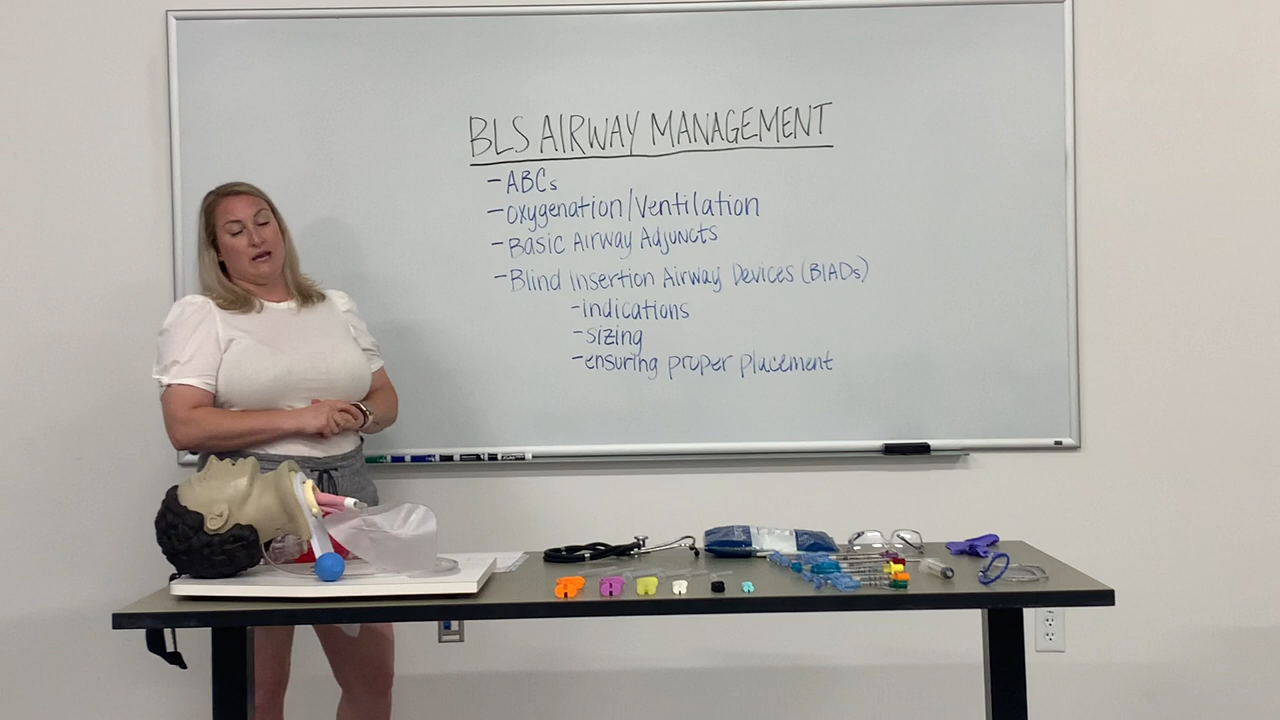 BLS AIRWAY MANAGEMENT
- ABCs
- Oxygenation/Ventilation
- Basic Airway Adjuncts
- Blind Insertion Airway Devices (BIADs)
- indications
- sizing
- ensuring proper placement